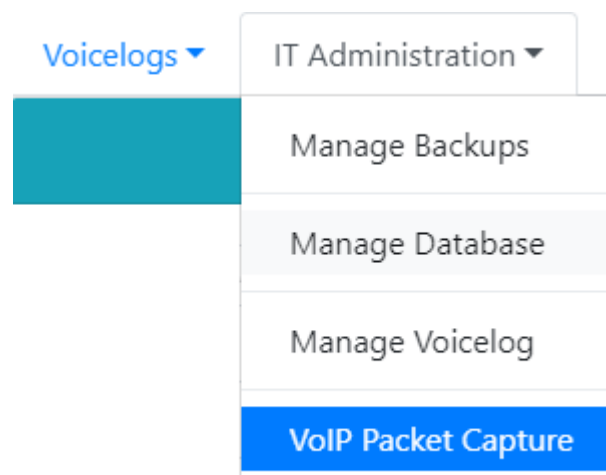 Voicelogs IT Administration
Manage Backups
Manage Database
Manage Voicelog
VoIP Packet Capture